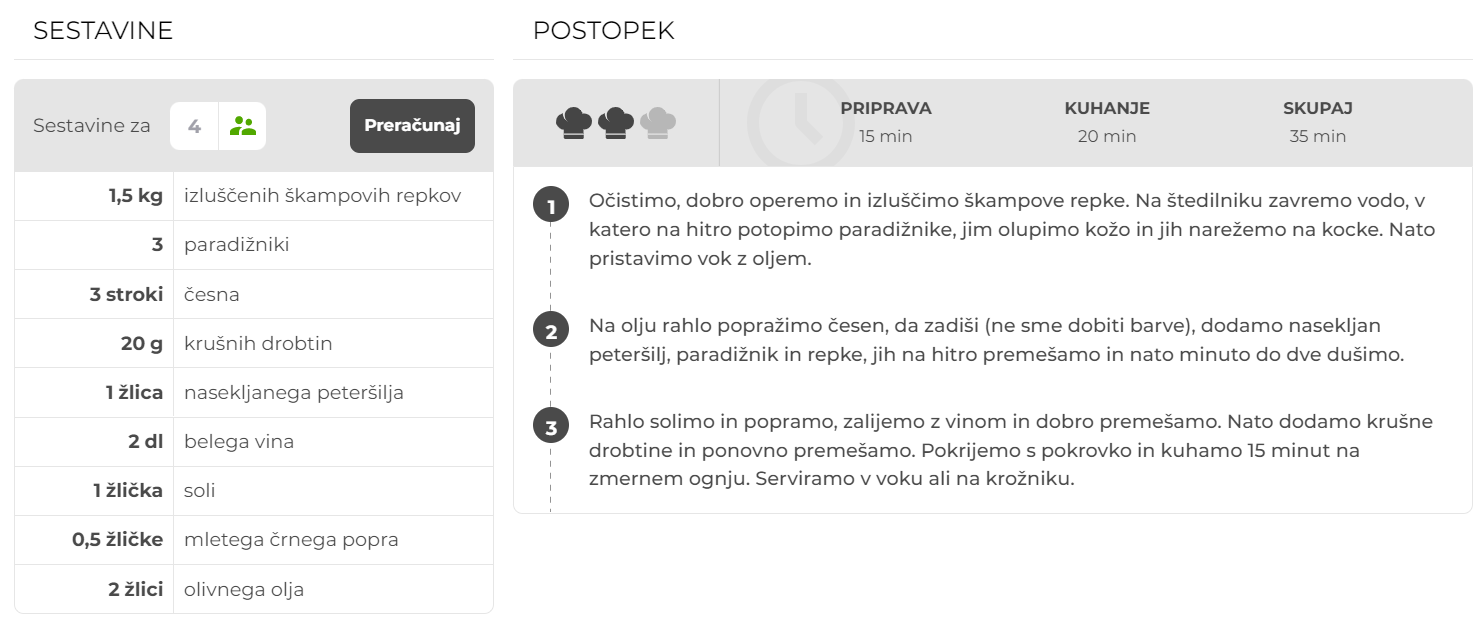 SESTAVINE
Sestavine za 4 Preračunaj
1,5 kg izluščenih škampovih repkov
3 paradižniki
3 stroki česna
20 g krušnih drobtin
1 žlica nasekljanega peteršilja
2 dl belega vina
1 žlička soli
0,5 žličke mletega črnega popra
2 žlici olivnega olja
POSTOPEK
PRIPRAVA KUHANJE SKUPAJ
15 min 20 min 35 min
1 Očistimo, dobro operemo in izluščimo škampove repke. Na štedilniku zavremo vodo, v
katero na hitro potopimo paradižnike, jim olupimo kožo in jih narežemo na kocke. Nato
pristavimo vok z oljem.
2 Na olju rahlo popražimo česen, da zadiši (ne sme dobiti barve), dodamo nasekljan
peteršilj, paradižnik in repke, jih na hitro premešamo in nato minuto do dve dušimo.
3 Rahlo solimo in popramo, zalijemo z vinom in dobro premešamo. Nato dodamo krušne
drobtine in ponovno premešamo. Pokrijemo s pokrovko in kuhamo 15 minut na
zmernem ognju. Serviramo v voku ali na krožniku.